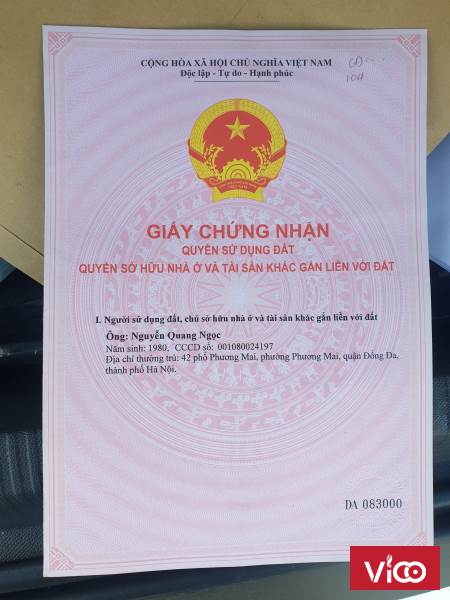 CỘNG HÒA XÃ HỘI CHỦ NGHĨA VIỆT NAM
Độc lập - Tự do - Hạnh phúc
GIẤY CHỨNG NHẬN
QUYỀN SỬ DỤNG ĐẤT
QUYỀN SỞ HỮU NHÀ Ở VÀ TÀI SẢN KHÁC GẮN LIỀN VỚI ĐẤT
I. Người sử dụng đất, chủ sở hữu nhà ở và tài sản khác gắn liền với đất
Ông: Nguyễn Quang Ngọc
Năm sinh: 1980, CCCD số: 001080024197
Địa chỉ thường trú: 42 phố Phương Mai, phường Phương Mai, quận Đống Đa,
thành phố Hà Nội.
DA 083000
ViCO